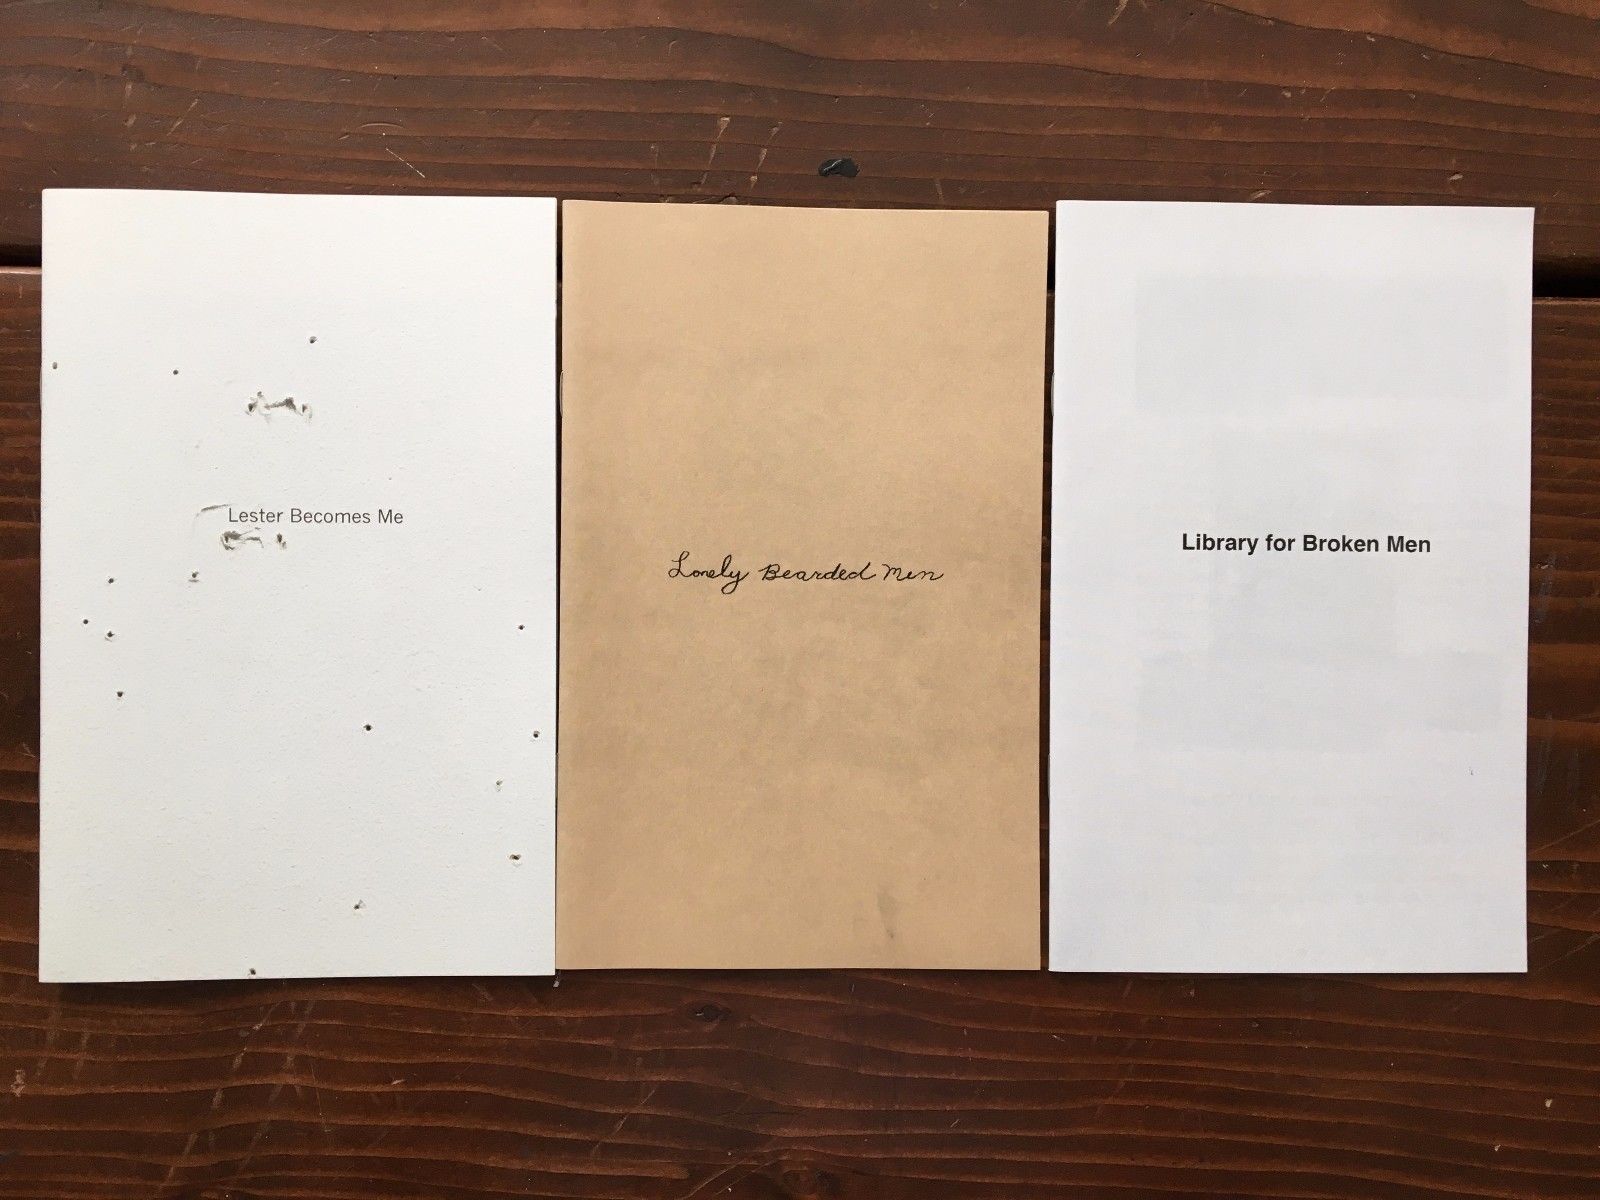 Lester Becomes Me
Lonely Bearded Men
Library for Broken Men